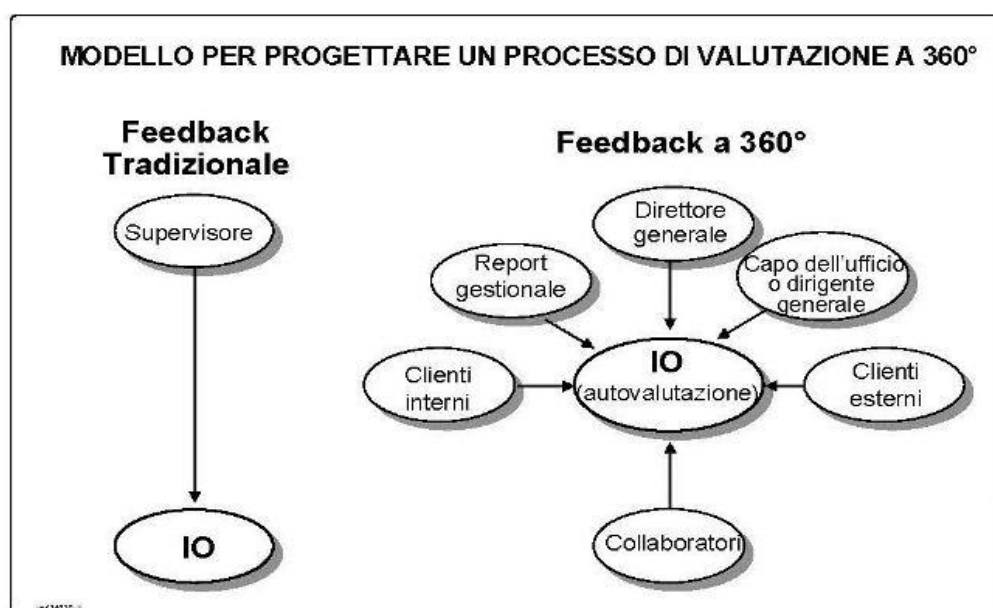 MODELLO PER PROGETTARE UN PROCESSO DI VALUTAZIONE A 360°
Feedback
Tradizionale
Supervisore
IO
Feedback a 360°
Direttore
generale
Report
gestionale
Capo dell'ufficio
o dirigente
generale
Clienti
interni
IO
(autovalutazione)
Clienti
esterni
Collaboratori